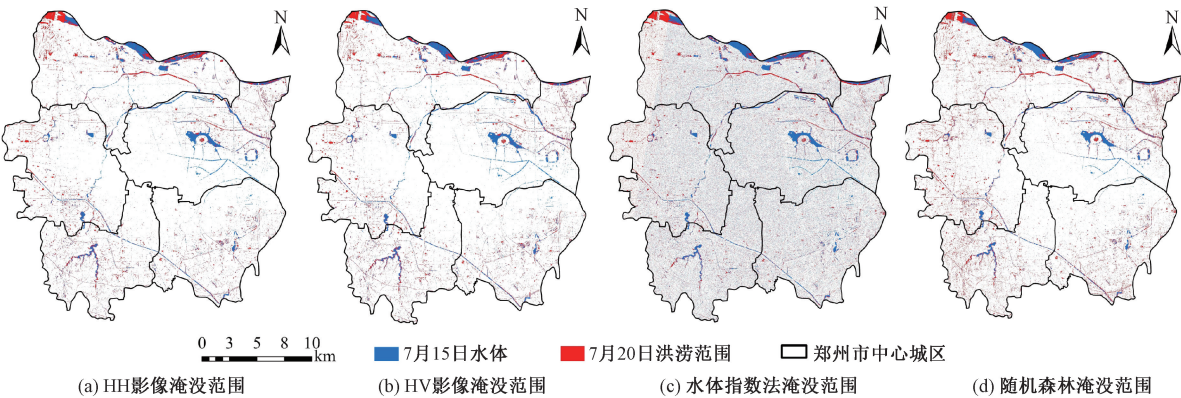 N N N N
0 3 5 8 10
km
7月15日水体 7月20日洪涝范围 郑州市中心城区
(a) HH影像淹没范围 (b) HV影像淹没范围 (c) 水体指数法淹没范围 (d) 随机森林淹没范围